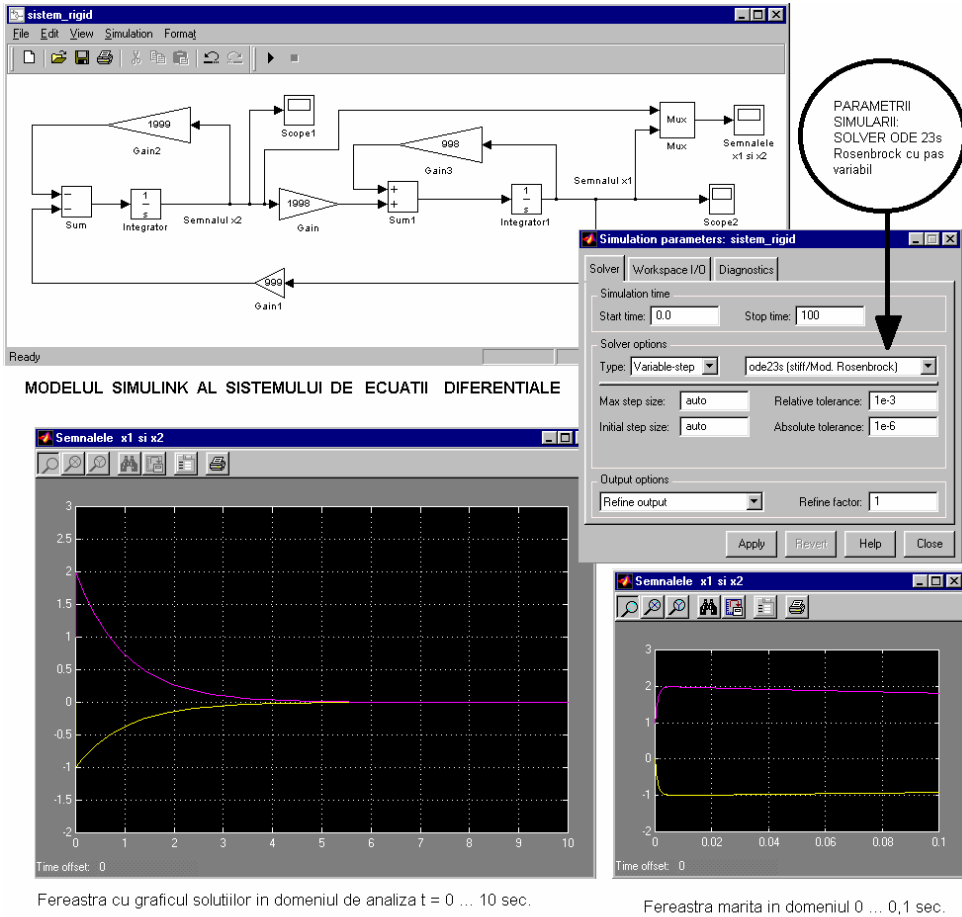 sistem_rigid
File Edit View Simulation Format
1999
Gain2
Scope1
Mux
Mux
Semnalele
x1 si x2
998
Gain3
Semnalul x1
Sum
1
s
Integrator
Semnalul x2
1998
Gain
Sum1
1
s
Integrator1
Scope2
999
Gain1
Ready
PARAMETRII
SIMULARII:
SOLVER ODE 23s
Rosenbrock cu pas
variabil
Simulation parameters: sistem_rigid
Solver Workspace I/O Diagnostics
Simulation time
Start time: 0.0 Stop time: 100
Solver options
Type: Variable-step ode23s (stiff/Mod. Rosenbrock)
Max step size: auto Relative tolerance: 1e-3
Initial step size: auto Absolute tolerance: 1e-6
Output options
Refine output Refine factor: 1
Apply Revert Help Close
MODELUL SIMULINK AL SISTEMULUI DE ECUATII DIFERENTIALE
Semnalele x1 si x2
3
2.5
2
1.5
1
0.5
0
-0.5
-1
-1.5
-2
0 1 2 3 4 5 6 7 8 9 10
Time offset: 0
Fereastra cu graficul solutiilor in domeniul de analiza t = 0 ... 10 sec.
Semnalele x1 si x2
3
2
1
0
-1
-2
0 0.02 0.04 0.06 0.08 0.1
Time offset: 0
Fereastra marita in domeniul 0 ... 0,1 sec.